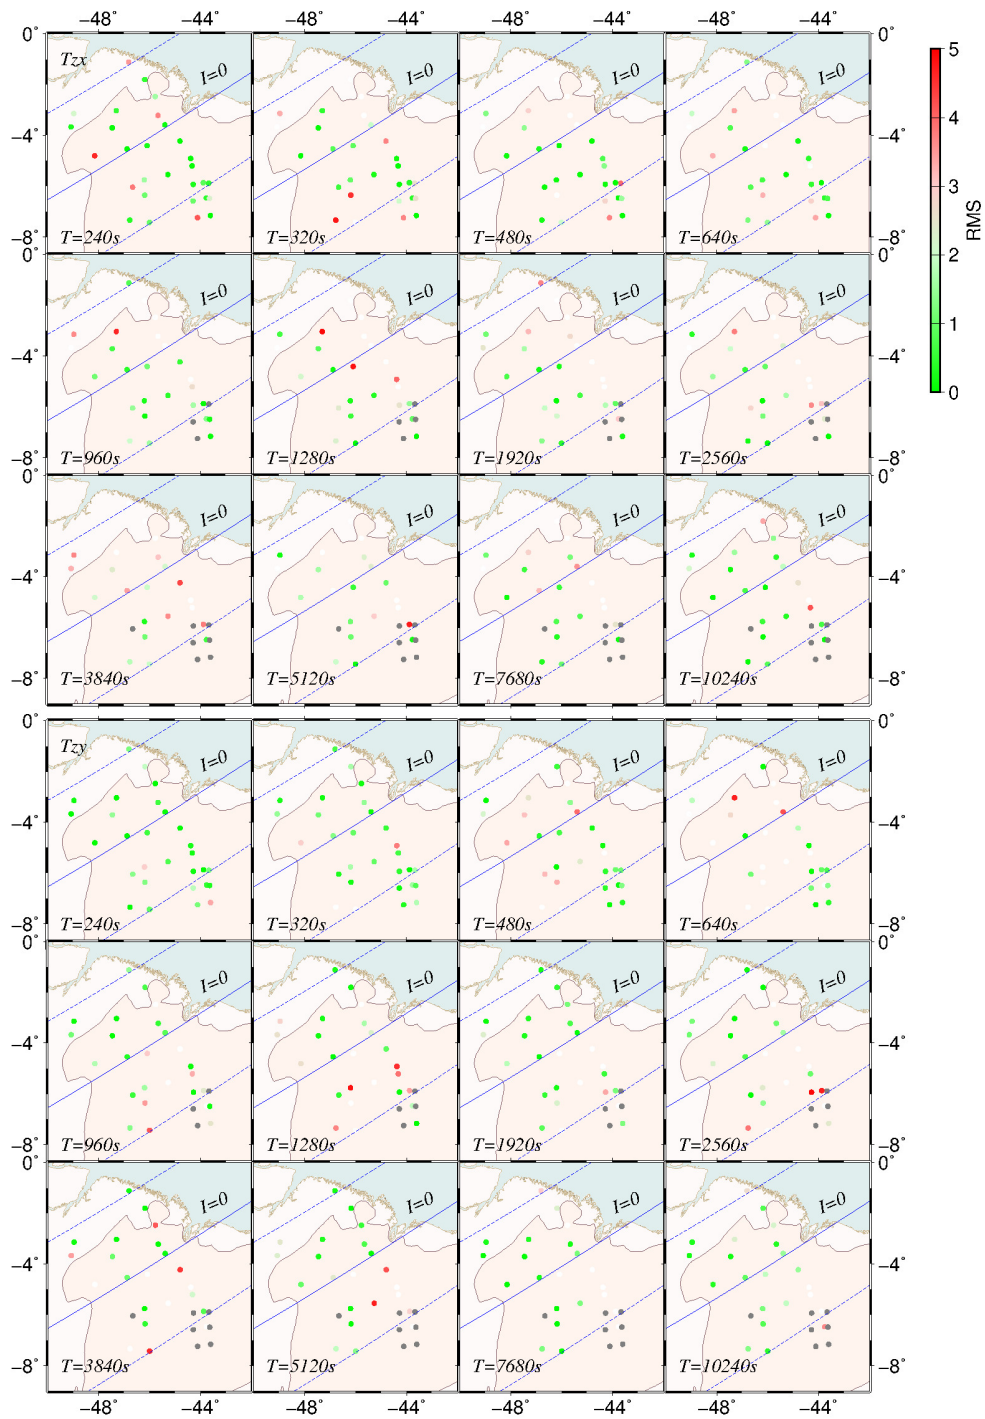 −48° −44° −48° −44° −48° −44° −48° −44°
0° Tzx I=0 I=0 I=0 I=0 0°
−4° −4°
−8° T=240s T=320s T=480s T=640s −8°
0° I=0 I=0 I=0 I=0 0°
−4° −4°
−8° T=960s T=1280s T=1920s T=2560s −8°
0° I=0 I=0 I=0 I=0 0°
−4° −4°
−8° T=3840s T=5120s T=7680s T=10240s −8°
0° Tzy I=0 I=0 I=0 I=0 0°
−4° −4°
−8° T=240s T=320s T=480s T=640s −8°
0° I=0 I=0 I=0 I=0 0°
−4° −4°
−8° T=960s T=1280s T=1920s T=2560s −8°
0° I=0 I=0 I=0 I=0 0°
−4° −4°
−8° T=3840s T=5120s T=7680s T=10240s −8°
−48° −44° −48° −44° −48° −44° −48° −44°
5
4
3
2
1
0
RMS